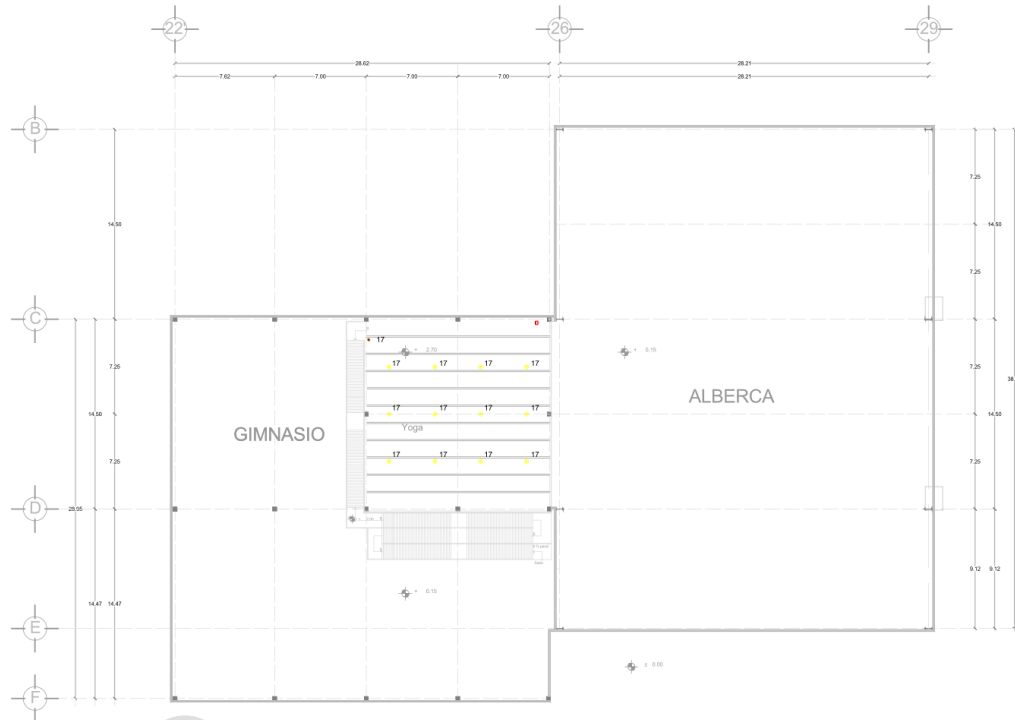 22' 26 29
28.62 28.21
7.62 7.00 7.00 7.00 28.21
B
7.25
14.50 14.50
7.25
C
17
+ 2.70 + 0.15
7.25 17 17 17 17 7.25
ALBERCA
14.50 17 17 17 17 14.50
GIMNASIO Yoga
7.25 17 17 17 17 7.25
29.05 D
9.12 9.12
+ 0.15
14.47 14.47
E
± 0.00
F